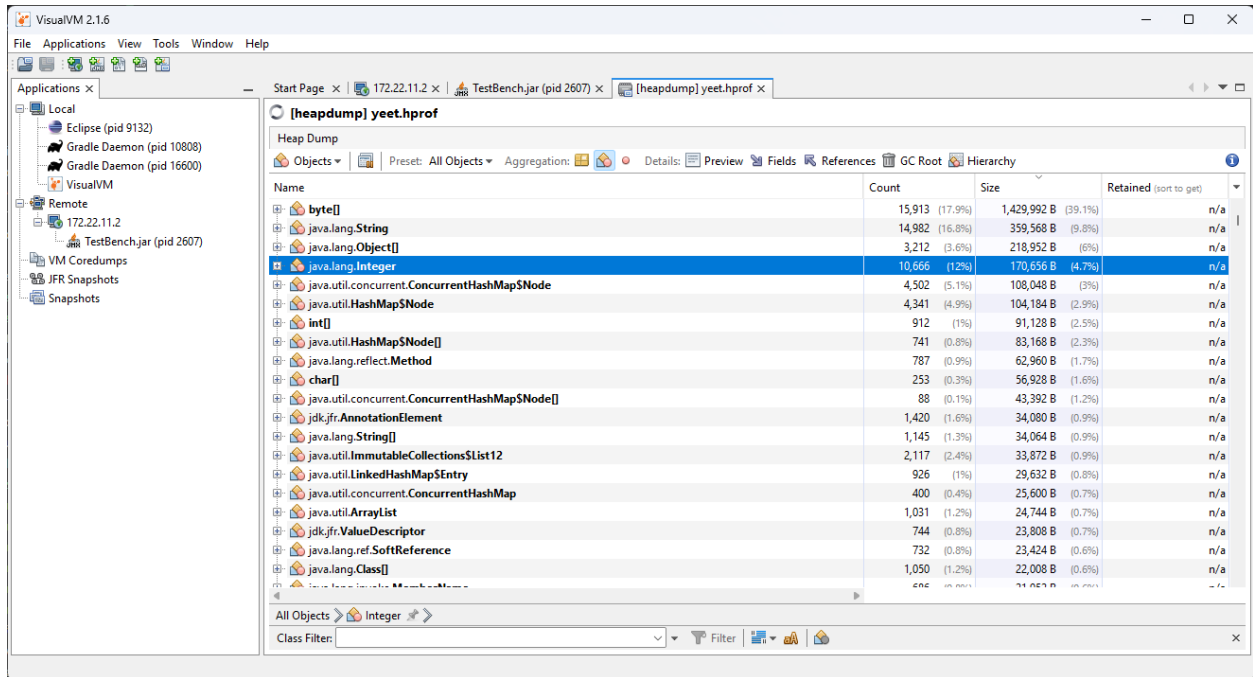 VisualVM 2.1.6
File Applications View Tools Window Help
Applications
Local
Eclipse (pid 9132)
Gradle Daemon (pid 10808)
Gradle Daemon (pid 16600)
VisualVM
Remote
172.22.11.2
TestBench.jar (pid 2607)
VM Coredumps
JFR Snapshots
Snapshots
Start Page 172.22.11.2 TestBench.jar (pid 2607) [heapdump] yeet.hprof
[heapdump] yeet.hprof
Heap Dump
Objects Preset: All Objects Aggregation: Details: Preview Fields References GC Root Hierarchy
Name Count Size Retained (sort to get)
byte[] 15,913 (17.9%) 1,429,992 B (39.1%) n/a
java.lang.String 14,982 (16.8%) 359,568 B (9.8%) n/a
java.lang.Object[] 3,212 (3.6%) 218,952 B (6%) n/a
java.lang.Integer 10,666 (12%) 170,656 B (4.7%) n/a
java.util.concurrent.ConcurrentHashMap$Node 4,502 (5.1%) 108,048 B (3%) n/a
java.util.HashMap$Node 4,341 (4.9%) 104,184 B (2.9%) n/a
int[] 912 (1%) 91,128 B (2.5%) n/a
java.util.HashMap$Node[] 741 (0.8%) 83,168 B (2.3%) n/a
java.lang.reflect.Method 787 (0.9%) 62,960 B (1.7%) n/a
char[] 253 (0.3%) 56,928 B (1.6%) n/a
java.util.concurrent.ConcurrentHashMap$Node[] 88 (0.1%) 43,392 B (1.2%) n/a
jdk.jfr.AnnotationElement 1,420 (1.6%) 34,080 B (0.9%) n/a
java.lang.String[] 1,145 (1.3%) 34,064 B (0.9%) n/a
java.util.ImmutableCollections$List12 2,117 (2.4%) 33,872 B (0.9%) n/a
java.util.LinkedHashMap$Entry 926 (1%) 29,632 B (0.8%) n/a
java.util.concurrent.ConcurrentHashMap 400 (0.4%) 25,600 B (0.7%) n/a
java.util.ArrayList 1,031 (1.2%) 24,744 B (0.7%) n/a
jdk.jfr.ValueDescriptor 744 (0.8%) 23,808 B (0.7%) n/a
java.lang.ref.SoftReference 732 (0.8%) 23,424 B (0.6%) n/a
java.lang.Class[] 1,050 (1.2%) 22,008 B (0.6%) n/a
All Objects Integer
Class Filter: Filter